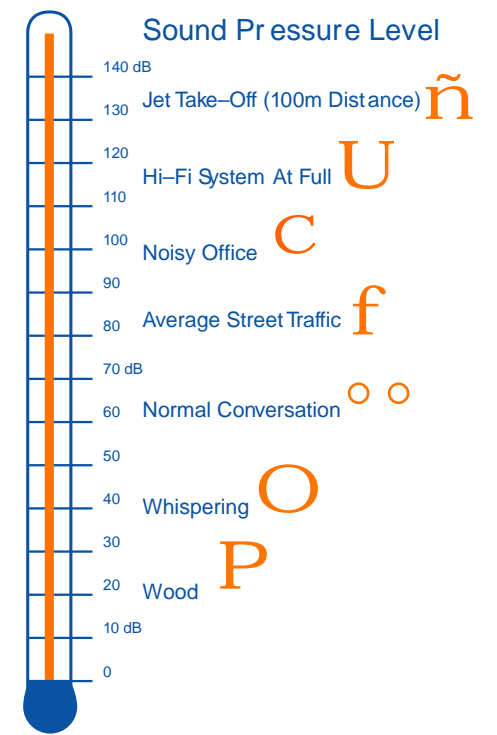 Sound Pressure Level
140 dB
Jet Take–Off (100m Distance) ñ
130
120
Hi–Fi System At Full U
110
100
Noisy Office C
90
Average Street Traffic f
80
70 dB
60 Normal Conversation °°
50
40 Whispering O
30
20 Wood P
10 dB
0